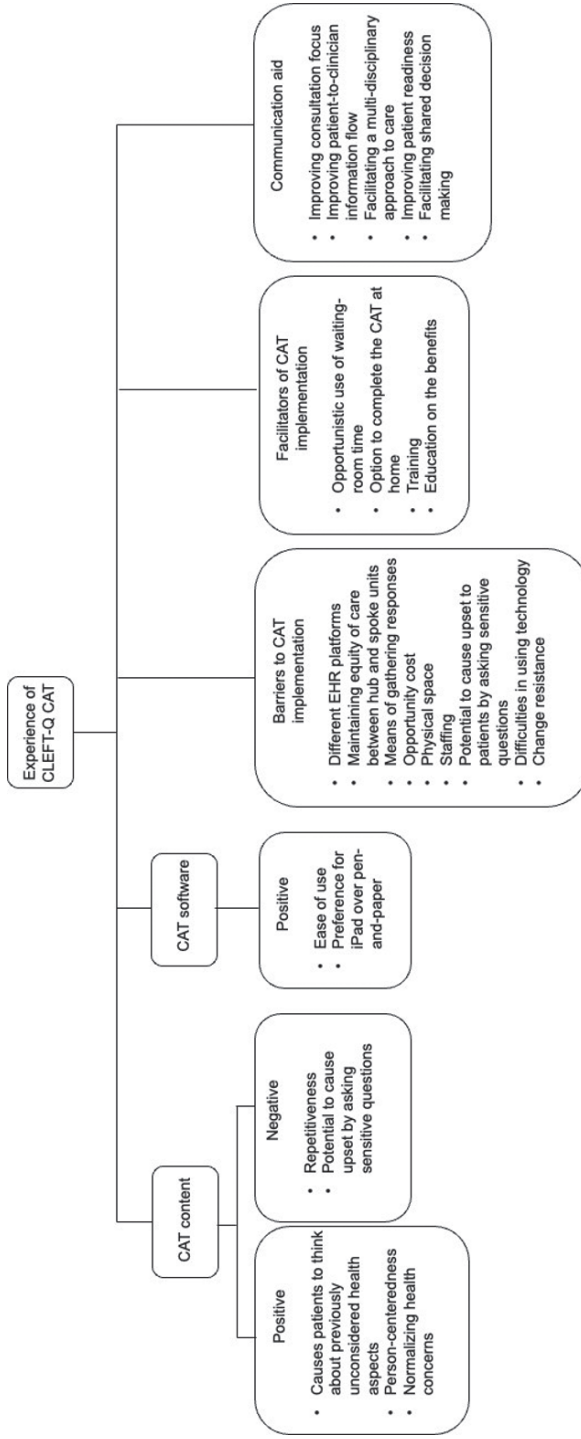 Experience of
CLEFT-Q CAT
CAT content
Positive
• Causes patients to think
about previously
unconsidered health
aspects
• Person-centeredness
• Normalizing health
concerns
Negative
• Repetitiveness
• Potential to cause
upset by asking
sensitive questions
CAT software
Positive
• Ease of use
• Preference for
iPad over pen-
and-paper
Barriers to CAT
implementation
• Different EHR platforms
• Maintaining equity of care
between hub and spoke units
• Means of gathering responses
• Opportunity cost
• Physical space
• Staffing
• Potential to cause upset to
patients by asking sensitive
questions
• Difficulties in using technology
• Change resistance
Facilitators of CAT
implementation
• Opportunistic use of waiting-
room time
• Option to complete the CAT at
home
• Training
• Education on the benefits
Communication aid
• Improving consultation focus
• Improving patient-to-clinician
information flow
• Facilitating a multi-disciplinary
approach to care
• Improving patient readiness
• Facilitating shared decision
making